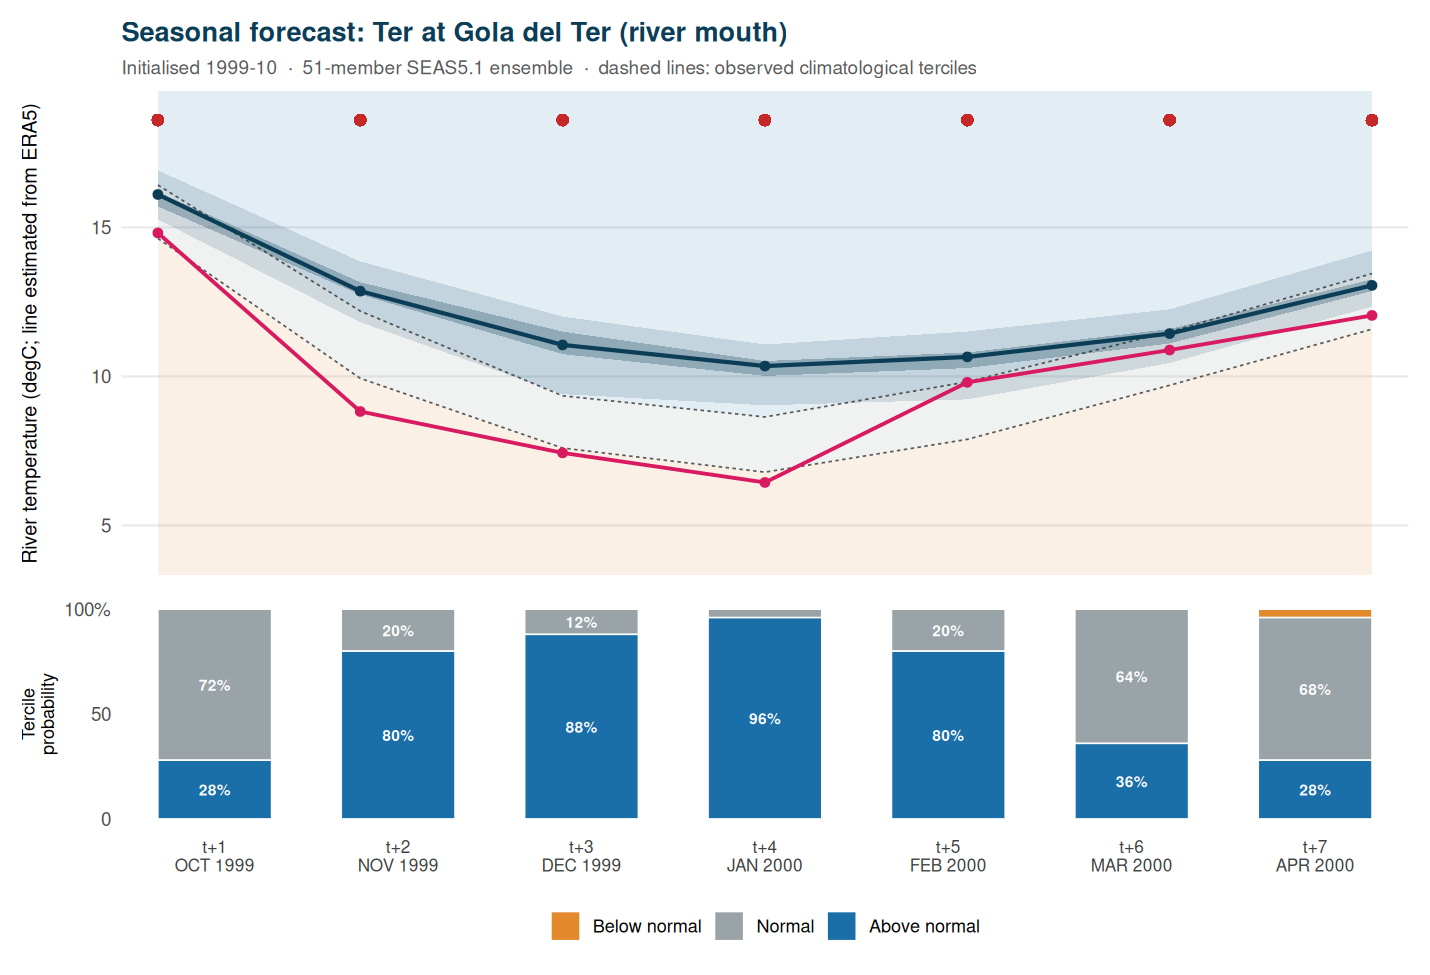 Seasonal forecast: Ter at Gola del Ter (river mouth)
Initialised 1999-10 · 51-member SEAS5.1 ensemble · dashed lines: observed climatological terciles
River temperature (degC; line estimated from ERA5)
15
10
5
Tercile
probability
100%
50
0
72%
28%
20%
80%
12%
88%
96%
20%
80%
64%
36%
68%
28%
t+1
OCT 1999
t+2
NOV 1999
t+3
DEC 1999
t+4
JAN 2000
t+5
FEB 2000
t+6
MAR 2000
t+7
APR 2000
Below normal
Normal
Above normal